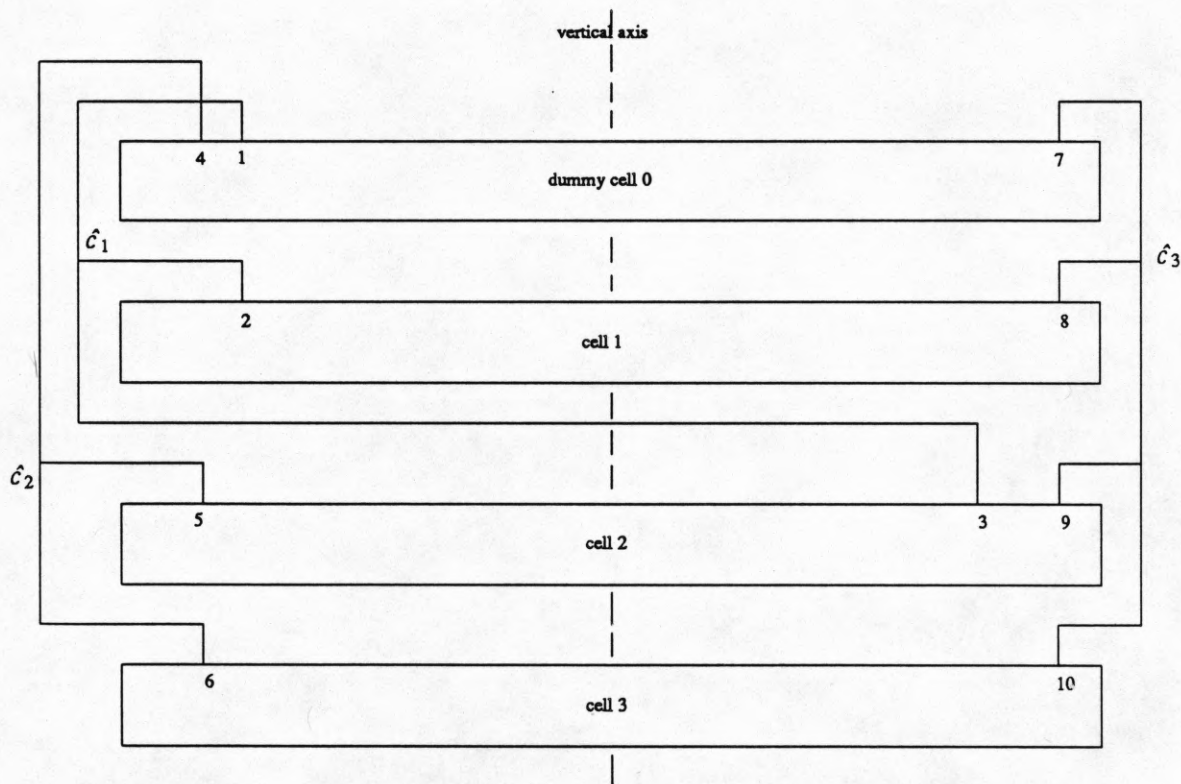 vertical axis
4 1 7
dummy cell 0
ĉ1 ĉ3
2 8
cell 1
ĉ2
5 3 9
cell 2
6 10
cell 3